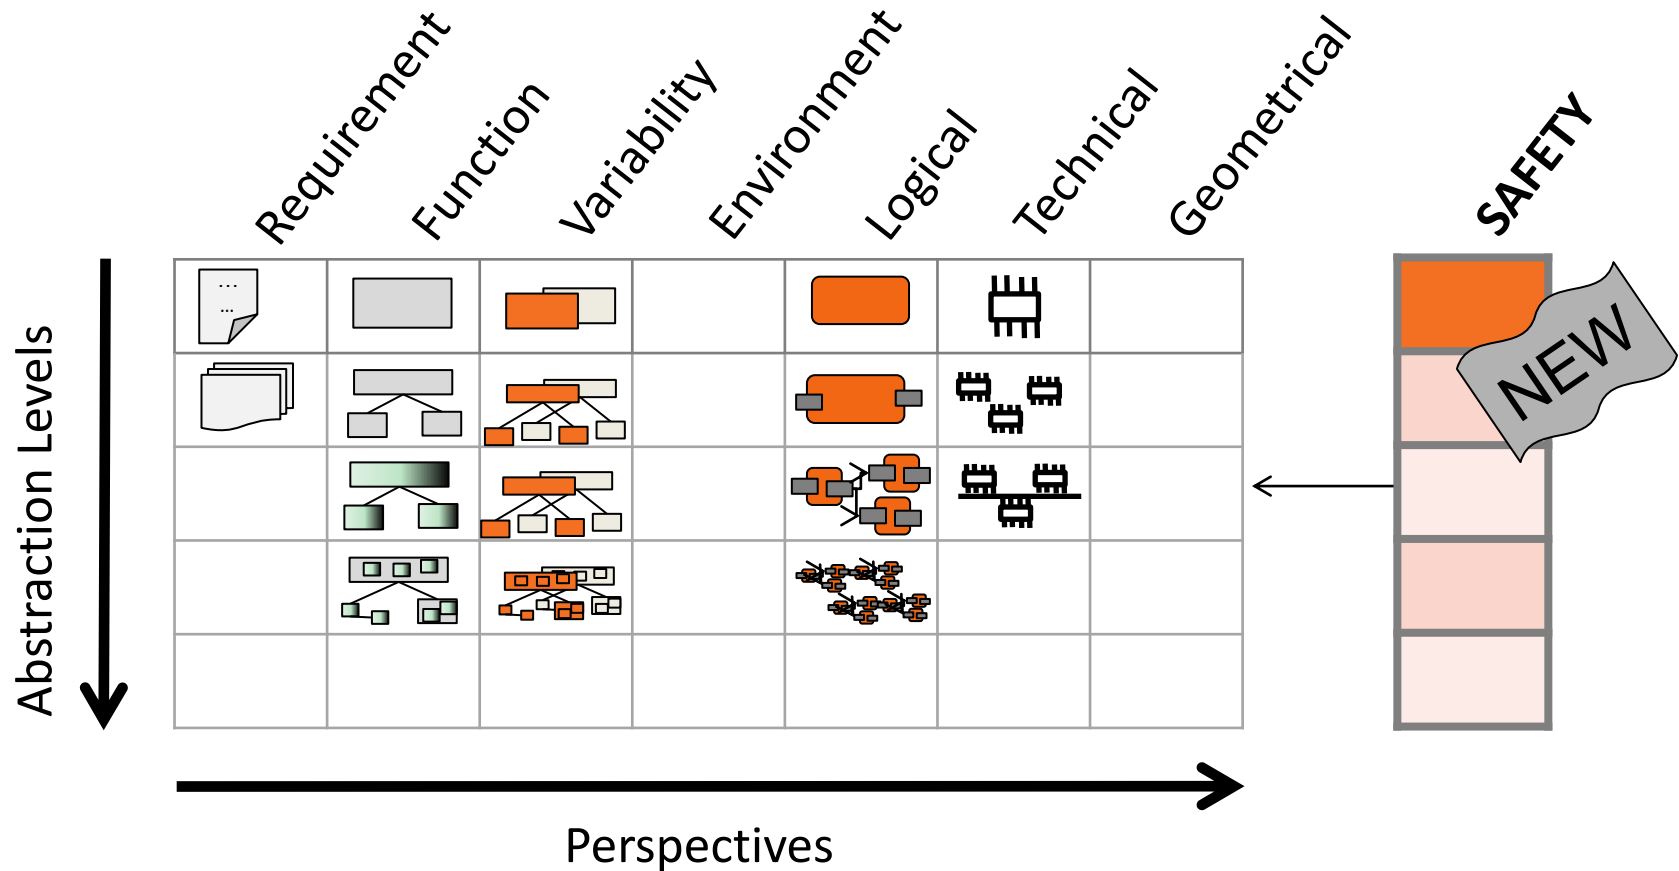 Requirement
Function
Variability
Environment
Logical
Technical
Geometrical
SAFETY
NEW
...
...
Abstraction Levels
Perspectives